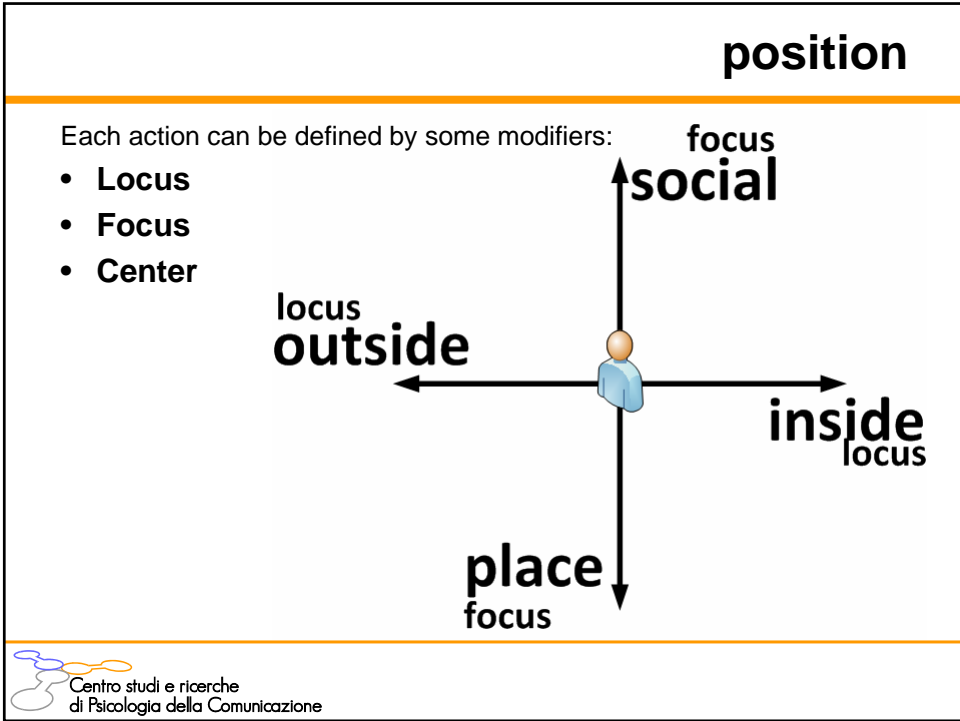 position
Each action can be defined by some modifiers:
• Locus
• Focus
• Center
focus
social
locus
outside
inside
locus
place
focus
Centro studi e ricerche
di Psicologia della Comunicazione